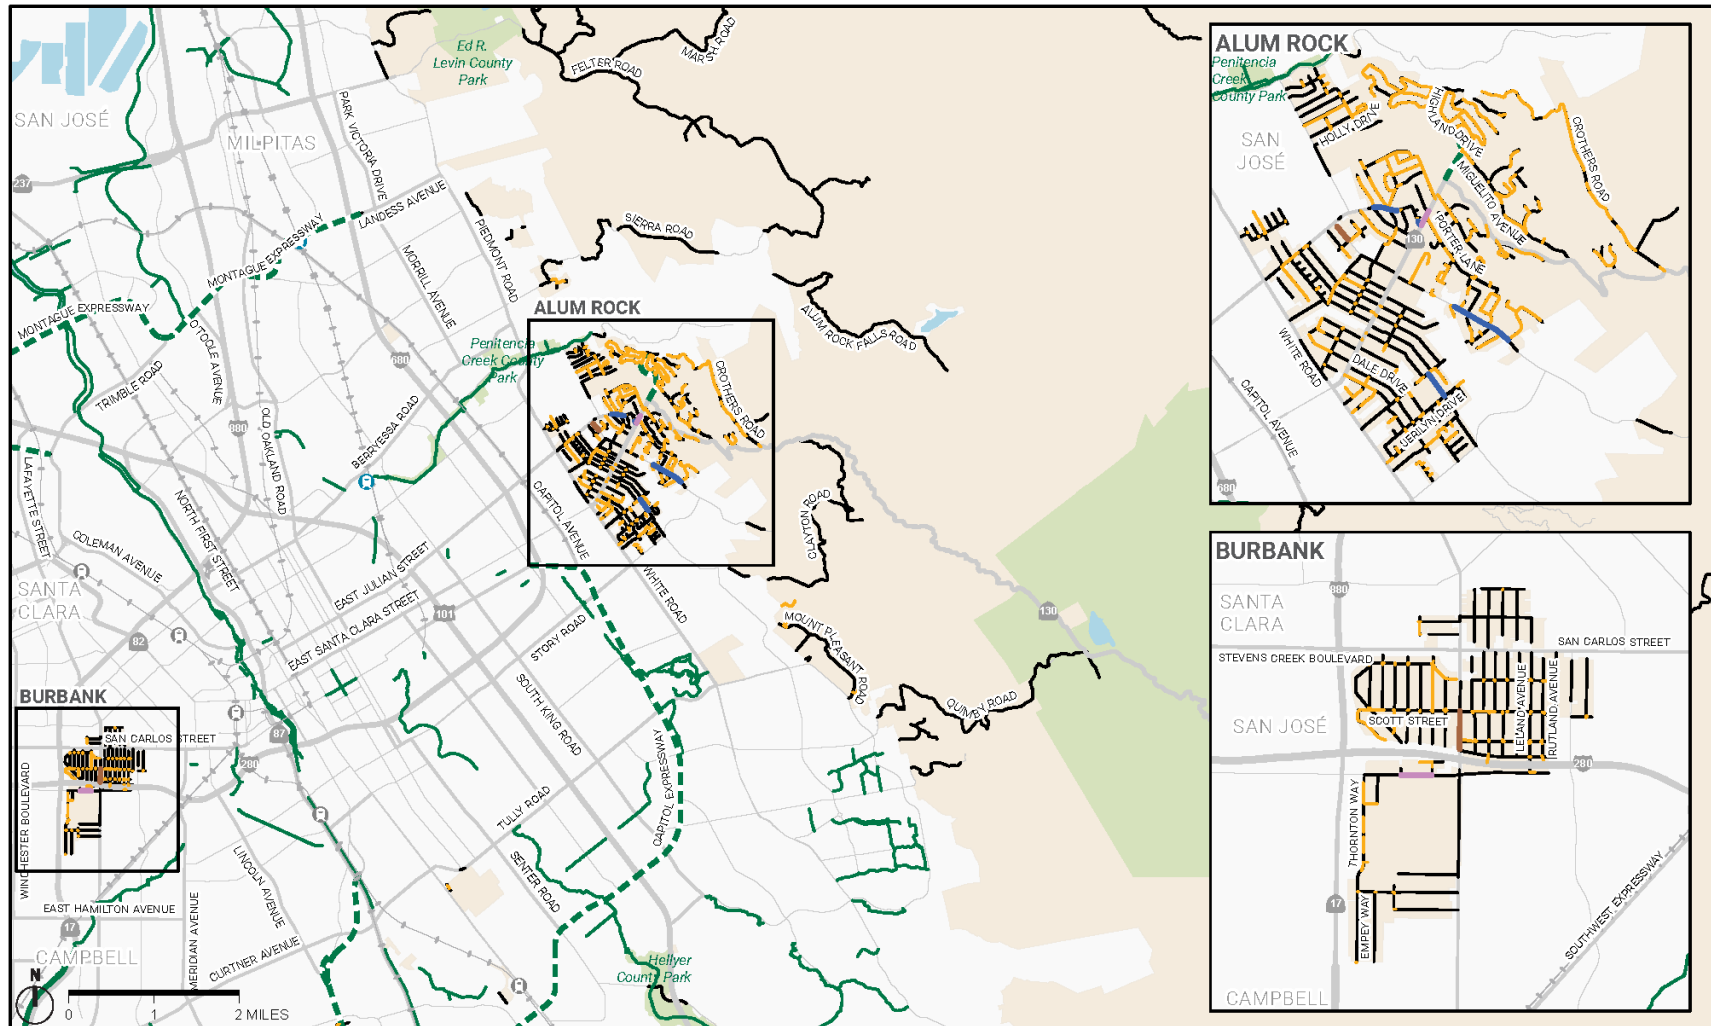 Ed R.
Levin County
Park
MARSH ROAD
FELTER ROAD
SAN JOSÉ
MILPITAS
PARK VICTORIA DRIVE
237
LANDESS AVENUE
MONTAGUE EXPRESSWAY
PIEDMONT ROAD
SIERRA ROAD
MORRILL AVENUE
MONTAGUE EXPRESSWAY
O'TOOLE AVENUE
ALUM ROCK
ALUM ROCK FALLS ROAD
Penitencia
Creek County
Park
680
TRIMBLE ROAD
CROTHERS ROAD
OLD OAKLAND ROAD
880
BERRYESSA ROAD
LAFAYETTE STREET
NORTH FIRST STREET
CAPITOL AVENUE
CLAYTON ROAD
COLEMAN AVENUE
EAST JULIAN STREET
WHITE ROAD
SANTA
CLARA
EAST SANTA CLARA STREET
101
130
82
STORY ROAD
MOUNT PLEASANT ROAD
BURBANK
SOUTH KING ROAD
QUIMBY ROAD
SAN CARLOS STREET
87
280
WINCHESTER BOULEVARD
CAPITOL EXPRESSWAY
TULLY ROAD
LINCOLN AVENUE
SENTER ROAD
MERIDIAN AVENUE
EAST HAMILTON AVENUE
17
CURTNER AVENUE
CAMPBELL
Hellyer
County Park
N
0 1 2 MILES
ALUM ROCK
Penitencia
Creek
County Park
HOLLY DRIVE
HIGHLAND DRIVE
CROTHERS ROAD
SAN
JOSÉ
MIGUELITO AVENUE
130
PORTER LANE
WHITE ROAD
DALE DRIVE
CAPITOL AVENUE
JERILYN DRIVE
680
BURBANK
880
SANTA
CLARA
SAN CARLOS STREET
STEVENS CREEK BOULEVARD
LELAND AVENUE
RUTLAND AVENUE
SAN JOSÉ
SCOTT STREET
280
THORNTON WAY
17
EMPEY WAY
SOUTHWEST EXPRESSWAY
CAMPBELL